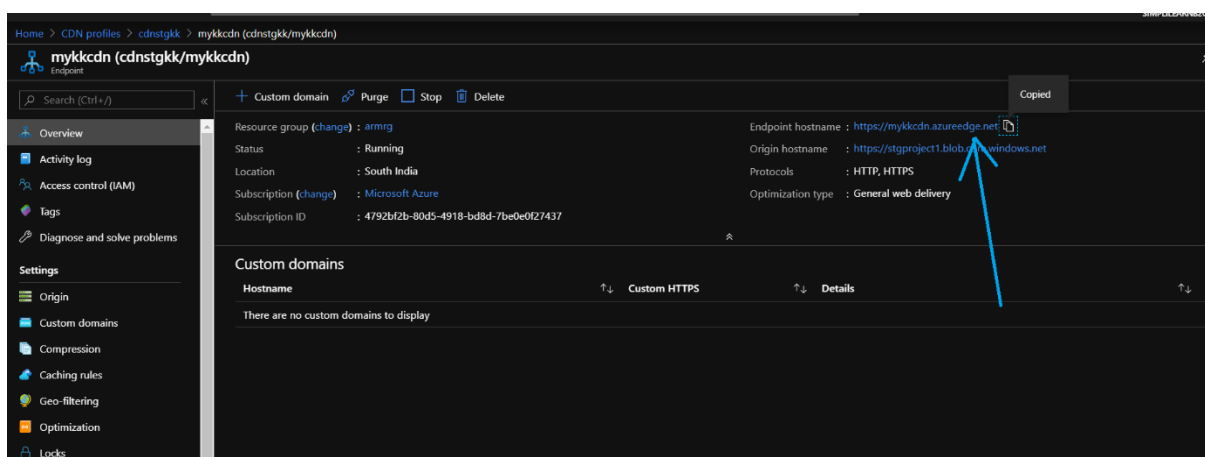 SIMPLILEARNB2C
Home > CDN profiles > cdnstgkk > mykkcdn (cdnstgkk/mykkcdn)
mykkcdn (cdnstgkk/mykkcdn)
Endpoint
Search (Ctrl+/)
«
Custom domain Purge Stop Delete
Copied
Overview
Activity log
Access control (IAM)
Tags
Diagnose and solve problems
Settings
Origin
Custom domains
Compression
Caching rules
Geo-filtering
Optimization
Locks
Resource group (change) : armrg
Status : Running
Location : South India
Subscription (change) : Microsoft Azure
Subscription ID : 4792bf2b-80d5-4918-bd8d-7be0e0f27437
Endpoint hostname : https://mykkcdn.azureedge.net
Origin hostname : https://stgproject1.blob.core.windows.net
Protocols : HTTP, HTTPS
Optimization type : General web delivery
Custom domains
Hostname ↑↓ Custom HTTPS ↑↓ Details ↑↓
There are no custom domains to display